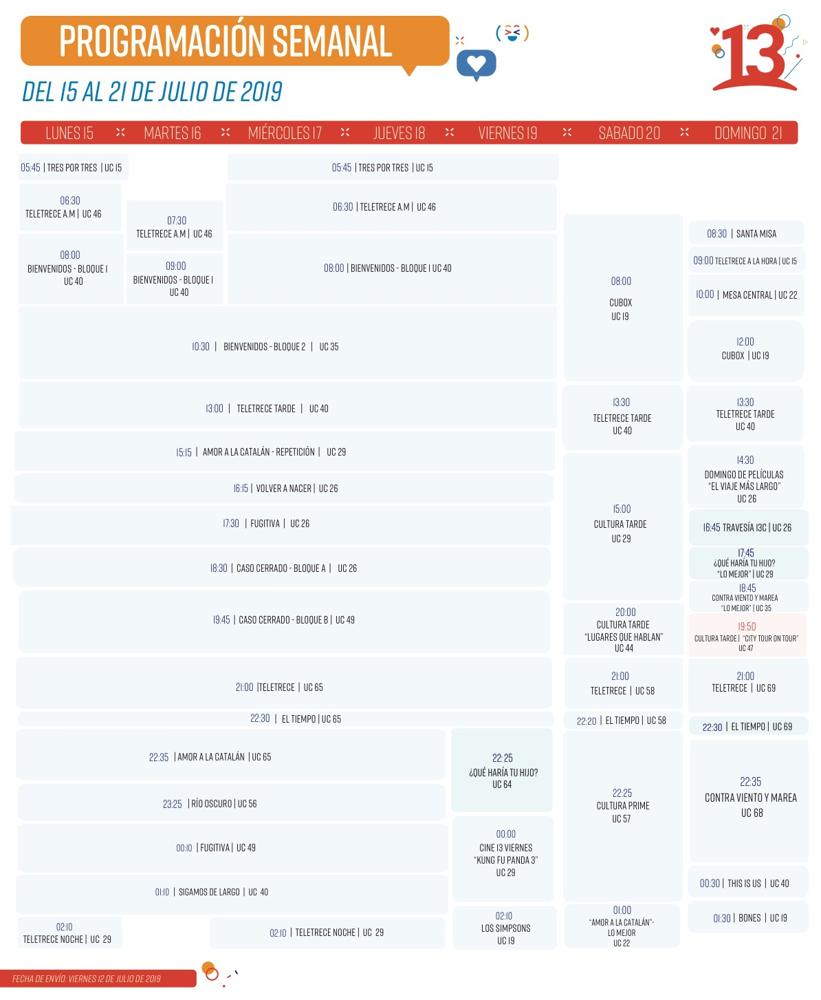 PROGRAMACIÓN SEMANAL
13
DEL 15 AL 21 DE JULIO DE 2019
LUNES 15 MARTES 16 MIÉRCOLES 17 JUEVES 18 VIERNES 19 SABADO 20 DOMINGO 21
05:45 | TRES POR TRES | UC 15
06:30
TELETRECE A.M | UC 46
08:00
BIENVENIDOS - BLOQUE 1
UC 40
07:30
TELETRECE A.M | UC 46
09:00
BIENVENIDOS - BLOQUE 1
UC 40
05:45 | TRES POR TRES | UC 15
06:30 | TELETRECE A.M | UC 46
08:00 | BIENVENIDOS - BLOQUE 1 UC 40
10:30 | BIENVENIDOS - BLOQUE 2 | UC 35
13:00 | TELETRECE TARDE | UC 40
15:15 | AMOR A LA CATALÁN - REPETICIÓN | UC 29
16:15 | VOLVER A NACER | UC 26
17:30 | FUGITIVA | UC 26
18:30 | CASO CERRADO - BLOQUE A | UC 26
19:45 | CASO CERRADO - BLOQUE B | UC 49
21:00 |TELETRECE | UC 65
22:30 | EL TIEMPO | UC 65
22:35 | AMOR A LA CATALÁN | UC 65
23:25 | RÍO OSCURO | UC 56
00:10 | FUGITIVA | UC 49
01:10 | SIGAMOS DE LARGO | UC 40
02:10
TELETRECE NOCHE | UC 29
02:10 | TELETRECE NOCHE | UC 29
22:25
¿QUÉ HARÍA TU HIJO?
UC 64
00:00
CINE 13 VIERNES
“KUNG FU PANDA 3”
UC 29
02:10
LOS SIMPSONS
UC 19
08:00
CUBOX
UC 19
13:30
TELETRECE TARDE
UC 40
15:00
CULTURA TARDE
UC 29
20:00
CULTURA TARDE
“LUGARES QUE HABLAN”
UC 44
21:00
TELETRECE | UC 58
22:20 | EL TIEMPO | UC 58
22:25
CULTURA PRIME
UC 57
01:00
“AMOR A LA CATALÁN”-
LO MEJOR
UC 22
08:30 | SANTA MISA
09:00 TELETRECE A LA HORA | UC 15
10:00 | MESA CENTRAL | UC 22
12:00
CUBOX | UC 19
13:30
TELETRECE TARDE
UC 40
14:30
DOMINGO DE PELÍCULAS
“EL VIAJE MÁS LARGO”
UC 26
16:45 TRAVESÍA 13C | UC 26
17:45
¿QUÉ HARÍA TU HIJO?
“LO MEJOR” | UC 29
18:45
CONTRA VIENTO Y MAREA
“LO MEJOR” | UC 35
19:50
CULTURA TARDE | “CITY TOUR ON TOUR”
UC 47
21:00
TELETRECE | UC 69
22:30 | EL TIEMPO | UC 69
22:35
CONTRA VIENTO Y MAREA
UC 68
00:30 | THIS IS US | UC 40
01:30 | BONES | UC 19
FECHA DE ENVÍO: VIERNES 12 DE JULIO DE 2019